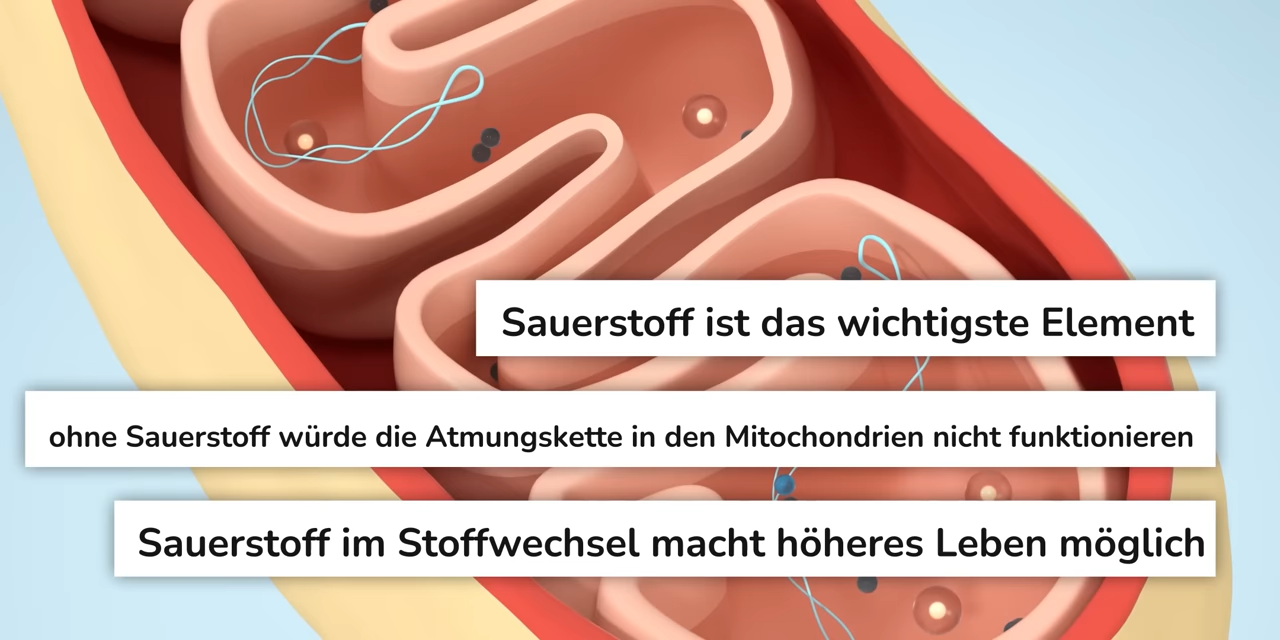 Sauerstoff ist das wichtigste Element
ohne Sauerstoff würde die Atmungskette in den Mitochondrien nicht funktionieren
Sauerstoff im Stoffwechsel macht höheres Leben möglich